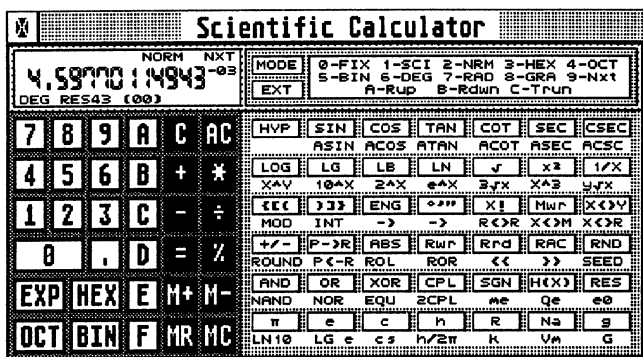 Scientific Calculator
NORM NXT
4.59770114943-03
DEG RES43 (00)
MODE 0-FIX 1-SCI 2-NRM 3-HEX 4-OCT
5-BIN 6-DEG 7-RAD 8-GRA 9-Nxt
EXT A-Rup B-Rdwn C-Trun
7 8 9 A C AC
4 5 6 B + *
1 2 3 C - ÷
0 . D = %
EXP HEX E M+ M-
OCT BIN F MR MC
HYP SIN COS TAN COT SEC CSEC
ASIN ACOS ATAN ACOT ASEC ACSC
LOG LG LB LN √ x² 1/X
X^Y 10^X 2^X e^X 3√x X^3 y√x
ENG X! Mwr X<>Y
MOD INT -> -> R<>R X<>M X<>R
+/- P->R ABS Rwr Rrd RAC RND
ROUND P<-R ROL ROR << >> SEED
AND OR XOR CPL SGN H(X) RES
NAND NOR EQU 2CPL me Qe e0
π e c h R Na g
LN10 LG e cs h/2π k Vm G